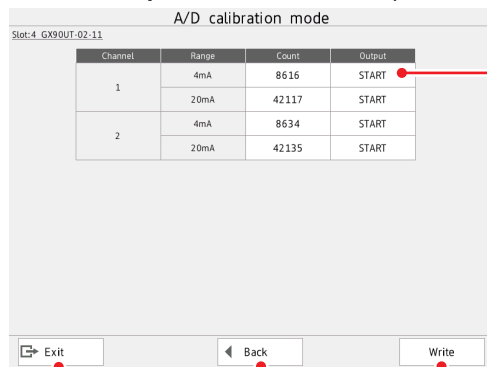 A/D calibration mode
Slot:4 GX90UT-02-11
Channel Range Count Output
1 4mA 8616 START
20mA 42117 START
2 4mA 8634 START
20mA 42135 START
Exit Back Write